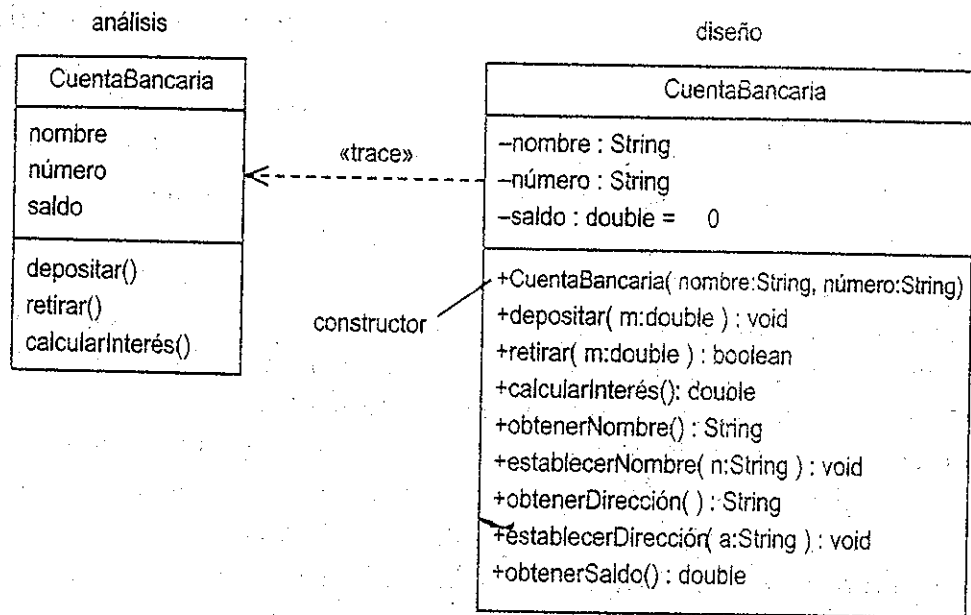 análisis
CuentaBancaria
nombre
número
saldo
depositar()
retirar()
calcularInterés()
«trace»
constructor
diseño
CuentaBancaria
–nombre : String
–número : String
–saldo : double = 0
+CuentaBancaria( nombre:String, número:String)
+depositar( m:double ) : void
+retirar( m:double ) : boolean
+calcularInterés(): double
+obtenerNombre() : String
+establecerNombre( n:String ) : void
+obtenerDirección( ) : String
+establecerDirección( a:String ) : void
+obtenerSaldo() : double